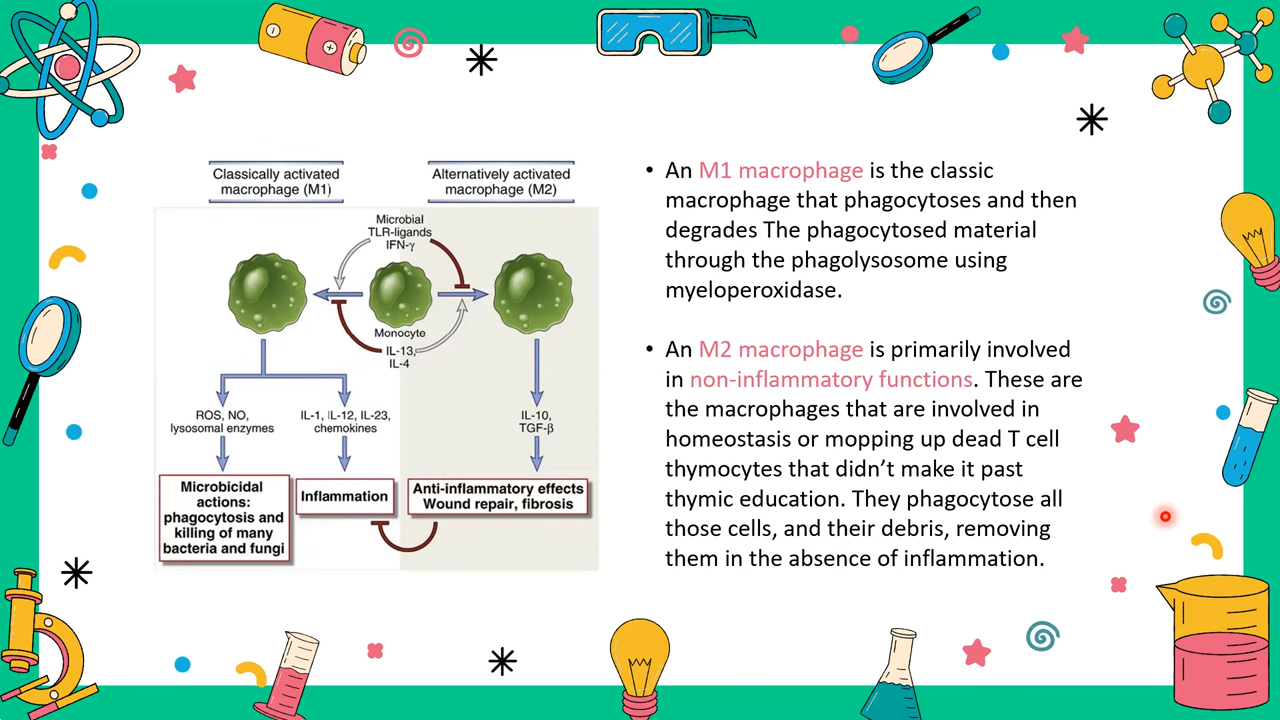 Classically activated
macrophage (M1)
Alternatively activated
macrophage (M2)
Microbial
TLR-ligands
IFN-γ
Monocyte
IL-13,
IL-4
ROS, NO,
lysosomal enzymes
IL-1, IL-12, IL-23,
chemokines
IL-10,
TGF-β
Microbicidal
actions:
phagocytosis and
killing of many
bacteria and fungi
Inflammation
Anti-inflammatory effects
Wound repair, fibrosis
• An M1 macrophage is the classic
macrophage that phagocytoses and then
degrades The phagocytosed material
through the phagolysosome using
myeloperoxidase.
• An M2 macrophage is primarily involved
in non-inflammatory functions. These are
the macrophages that are involved in
homeostasis or mopping up dead T cell
thymocytes that didn’t make it past
thymic education. They phagocytose all
those cells, and their debris, removing
them in the absence of inflammation.